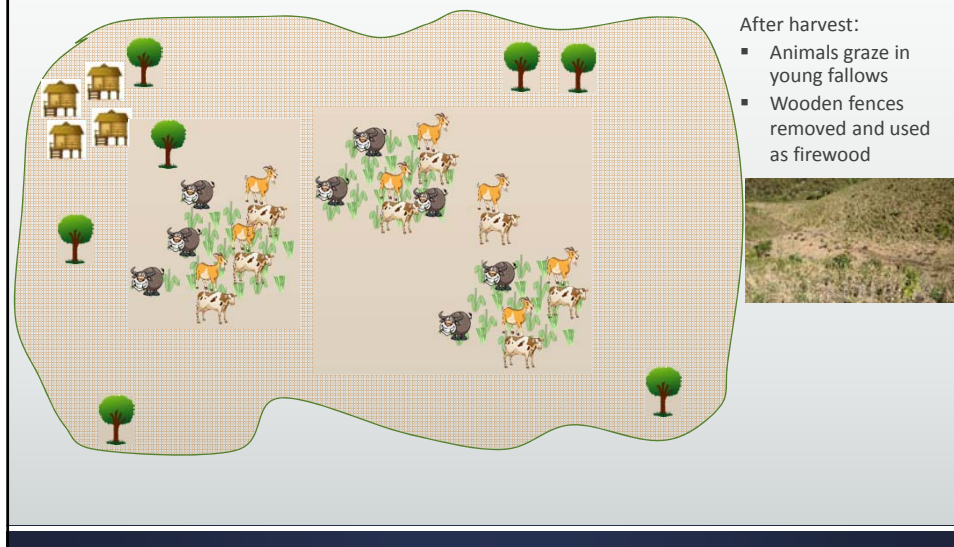 After harvest:
▪ Animals graze in
young fallows
▪ Wooden fences
removed and used
as firewood